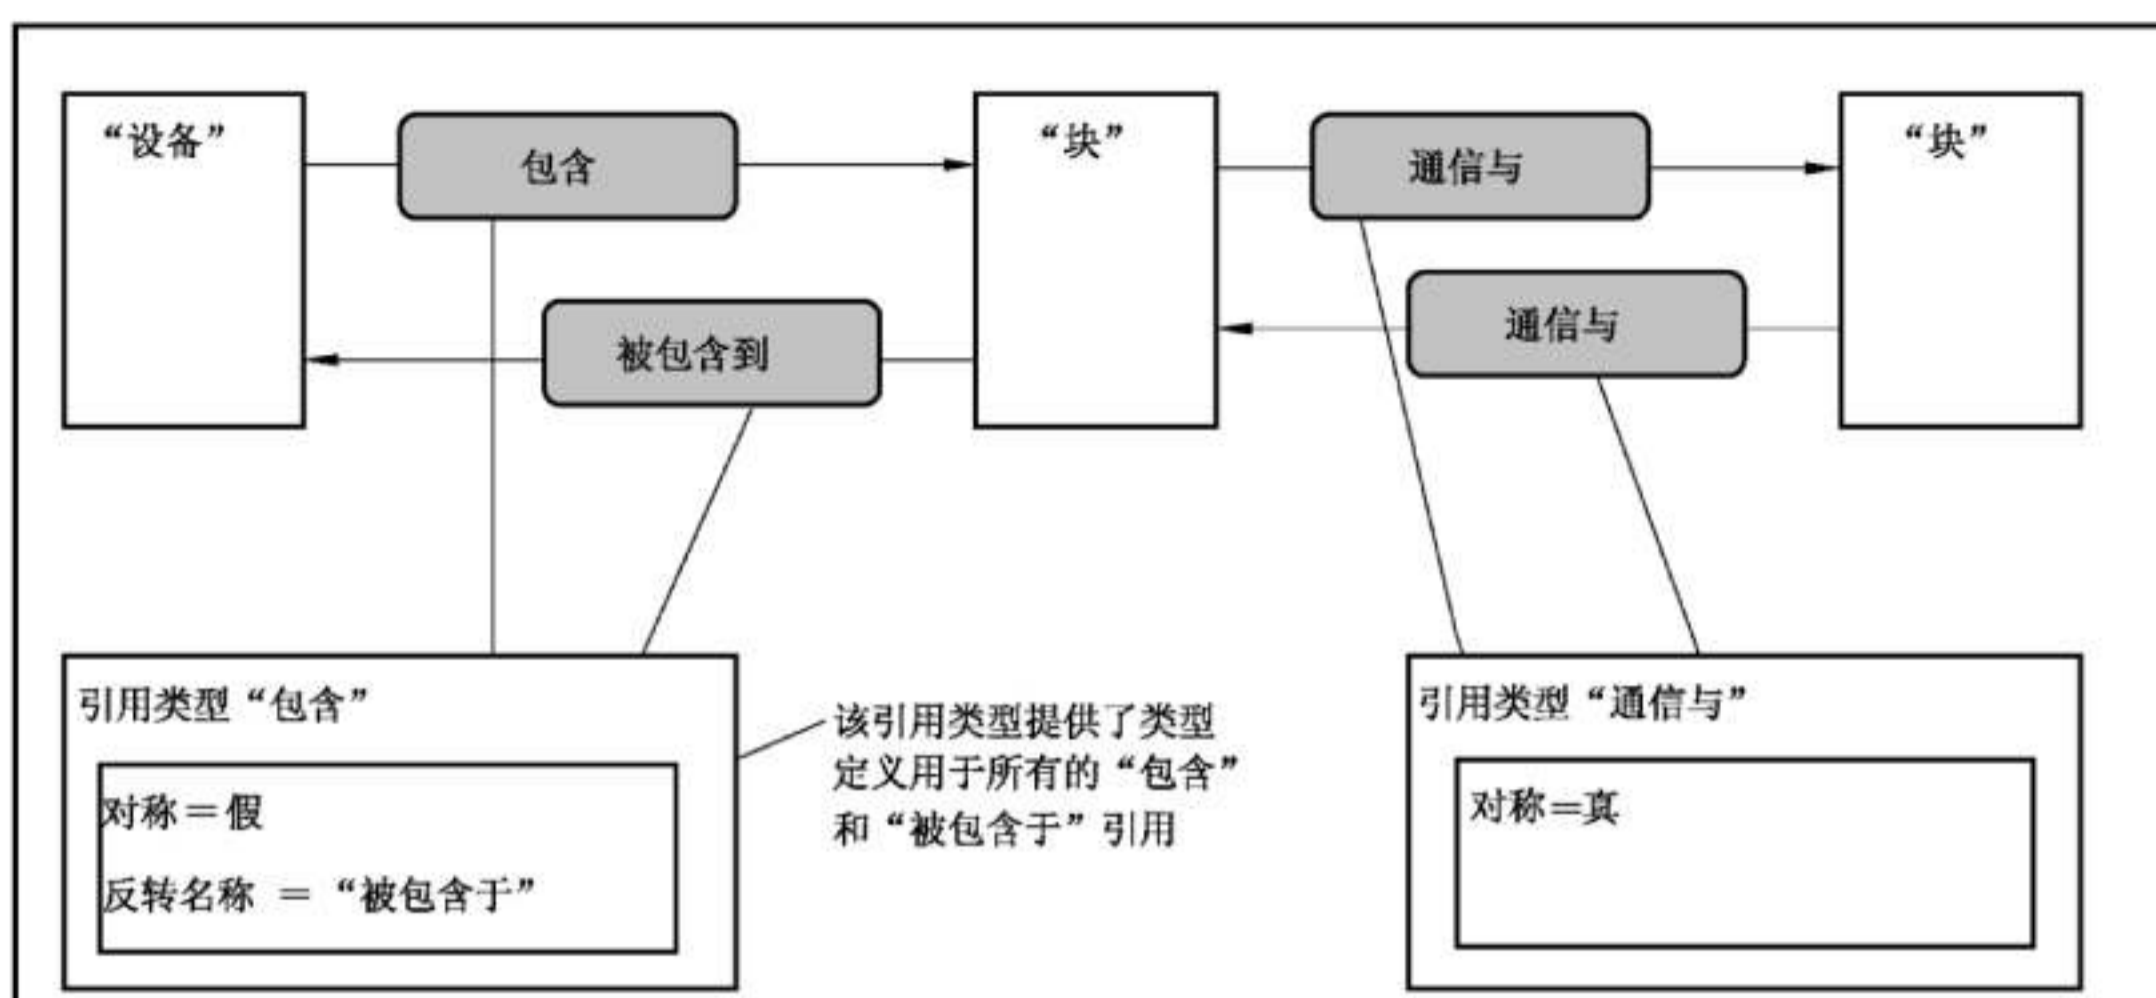 “设备”
包含
“块”
通信与
“块”
被包含到
通信与
引用类型“包含”
对称＝假
反转名称 ＝ “被包含于”
该引用类型提供了类型
定义用于所有的“包含”
和“被包含于”引用
引用类型“通信与”
对称＝真